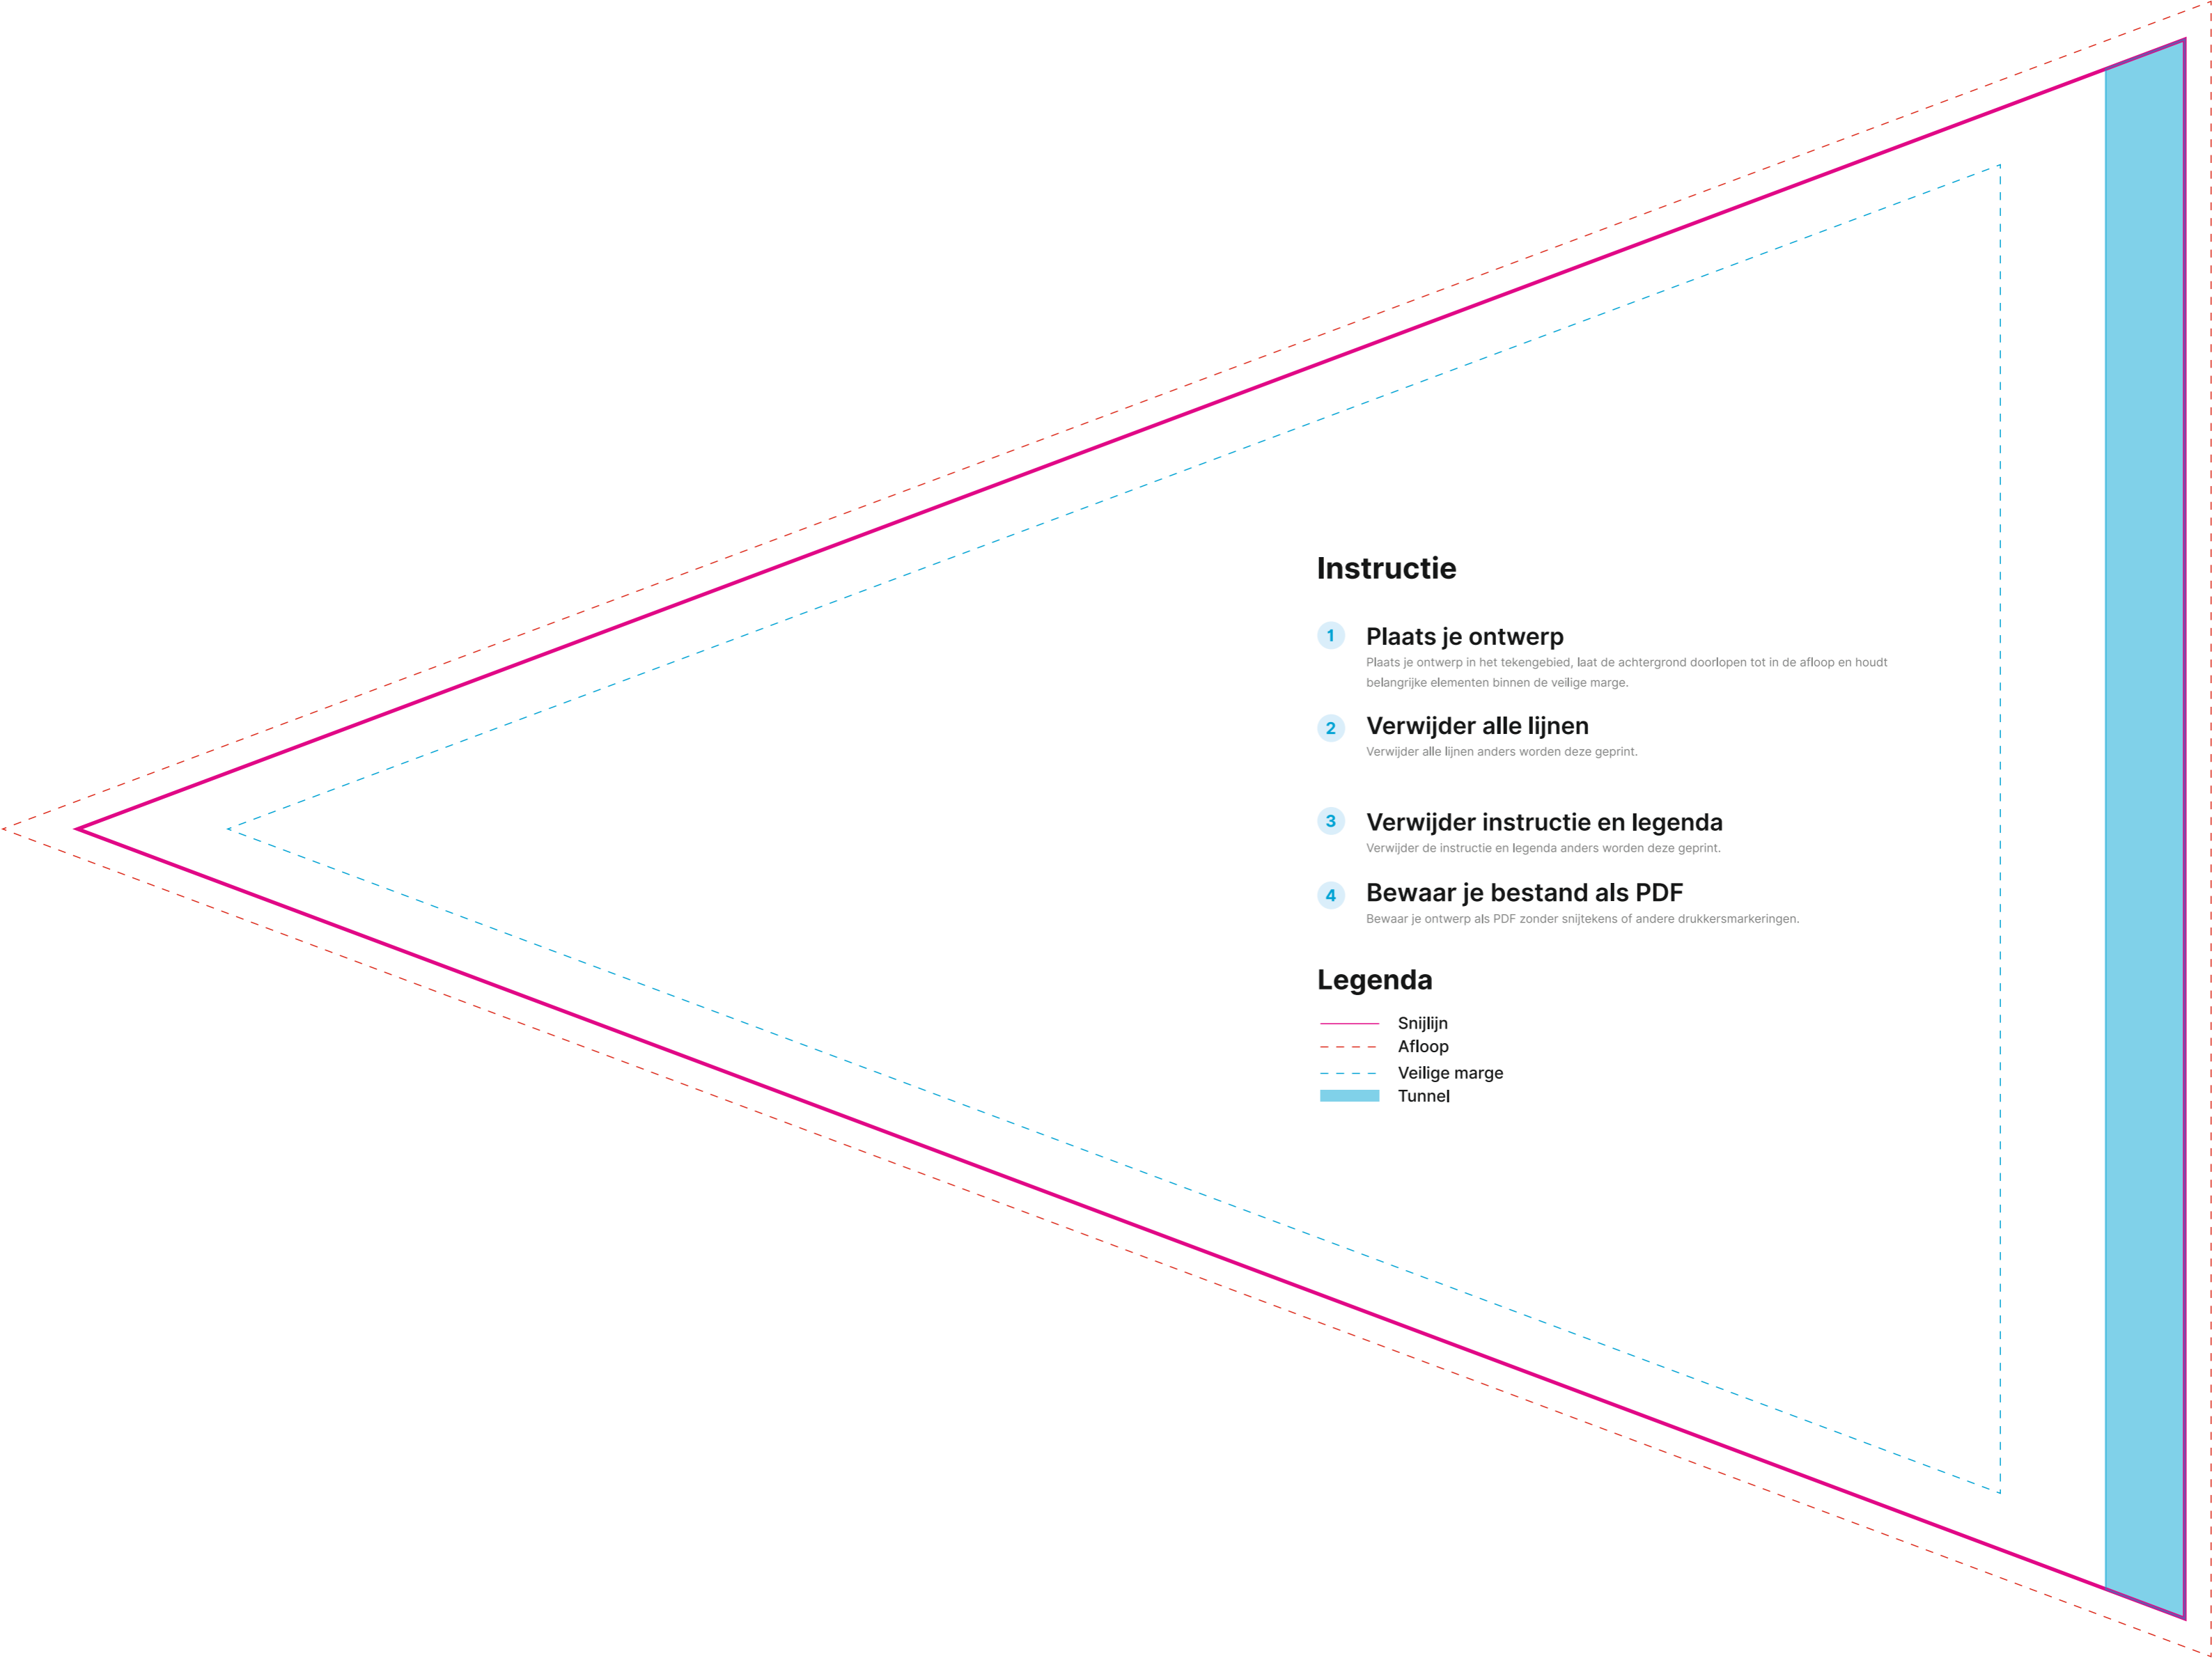 Instructie
1 Plaats je ontwerp
Plaats je ontwerp in het tekengebied, laat de achtergrond doorlopen tot in de afloop en houdt
belangrijke elementen binnen de veilige marge.
2 Verwijder alle lijnen
Verwijder alle lijnen anders worden deze geprint.
3 Verwijder instructie en legenda
Verwijder de instructie en legenda anders worden deze geprint.
4 Bewaar je bestand als PDF
Bewaar je ontwerp als PDF zonder snijtekens of andere drukkersmarkeringen.
Legenda
Snijlijn
Afloop
Veilige marge
Tunnel